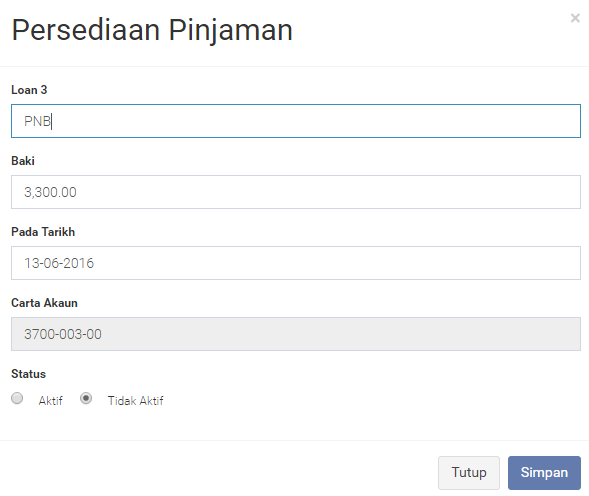 Persediaan Pinjaman
×
Loan 3
PNB
Baki
3,300.00
Pada Tarikh
13-06-2016
Carta Akaun
3700-003-00
Status
Aktif Tidak Aktif
Tutup Simpan